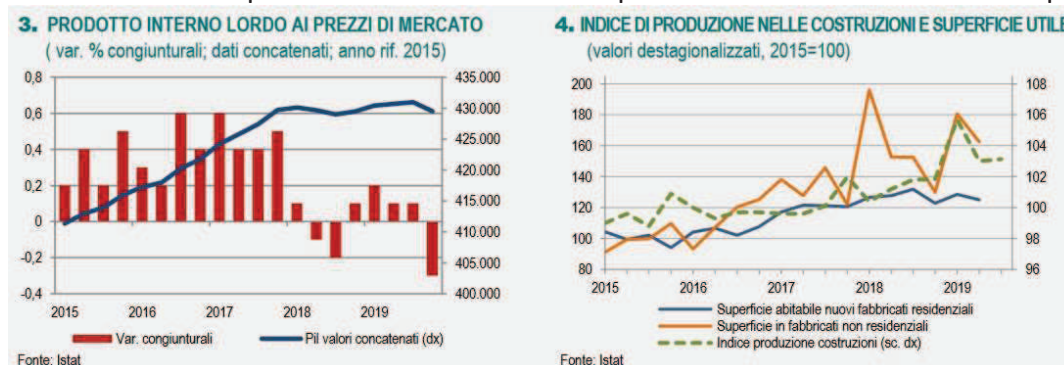 3. PRODOTTO INTERNO LORDO AI PREZZI DI MERCATO
( var. % congiunturali; dati concatenati; anno rif. 2015)
0,8
0,6
0,4
0,2
0
-0,2
-0,4
435.000
430.000
425.000
420.000
415.000
410.000
405.000
400.000
2015 2016 2017 2018 2019
Var. congiunturali Pil valori concatenati (dx)
Fonte: Istat
4. INDICE DI PRODUZIONE NELLE COSTRUZIONI E SUPERFICIE UTILE
(valori destagionalizzati, 2015=100)
200
180
160
140
120
100
80
108
106
104
102
100
98
96
2015 2016 2017 2018 2019
Superficie abitabile nuovi fabbricati residenziali
Superficie in fabbricati non residenziali
Indice produzione costruzioni (sc. dx)
Fonte: Istat